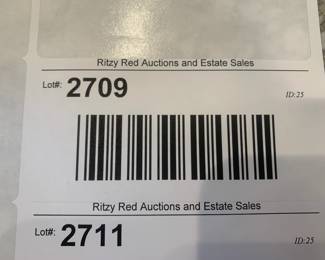 Ritzy Red Auctions and Estate Sales
Lot#: 2709 ID:25
Ritzy Red Auctions and Estate Sales
Lot#: 2711 ID:25